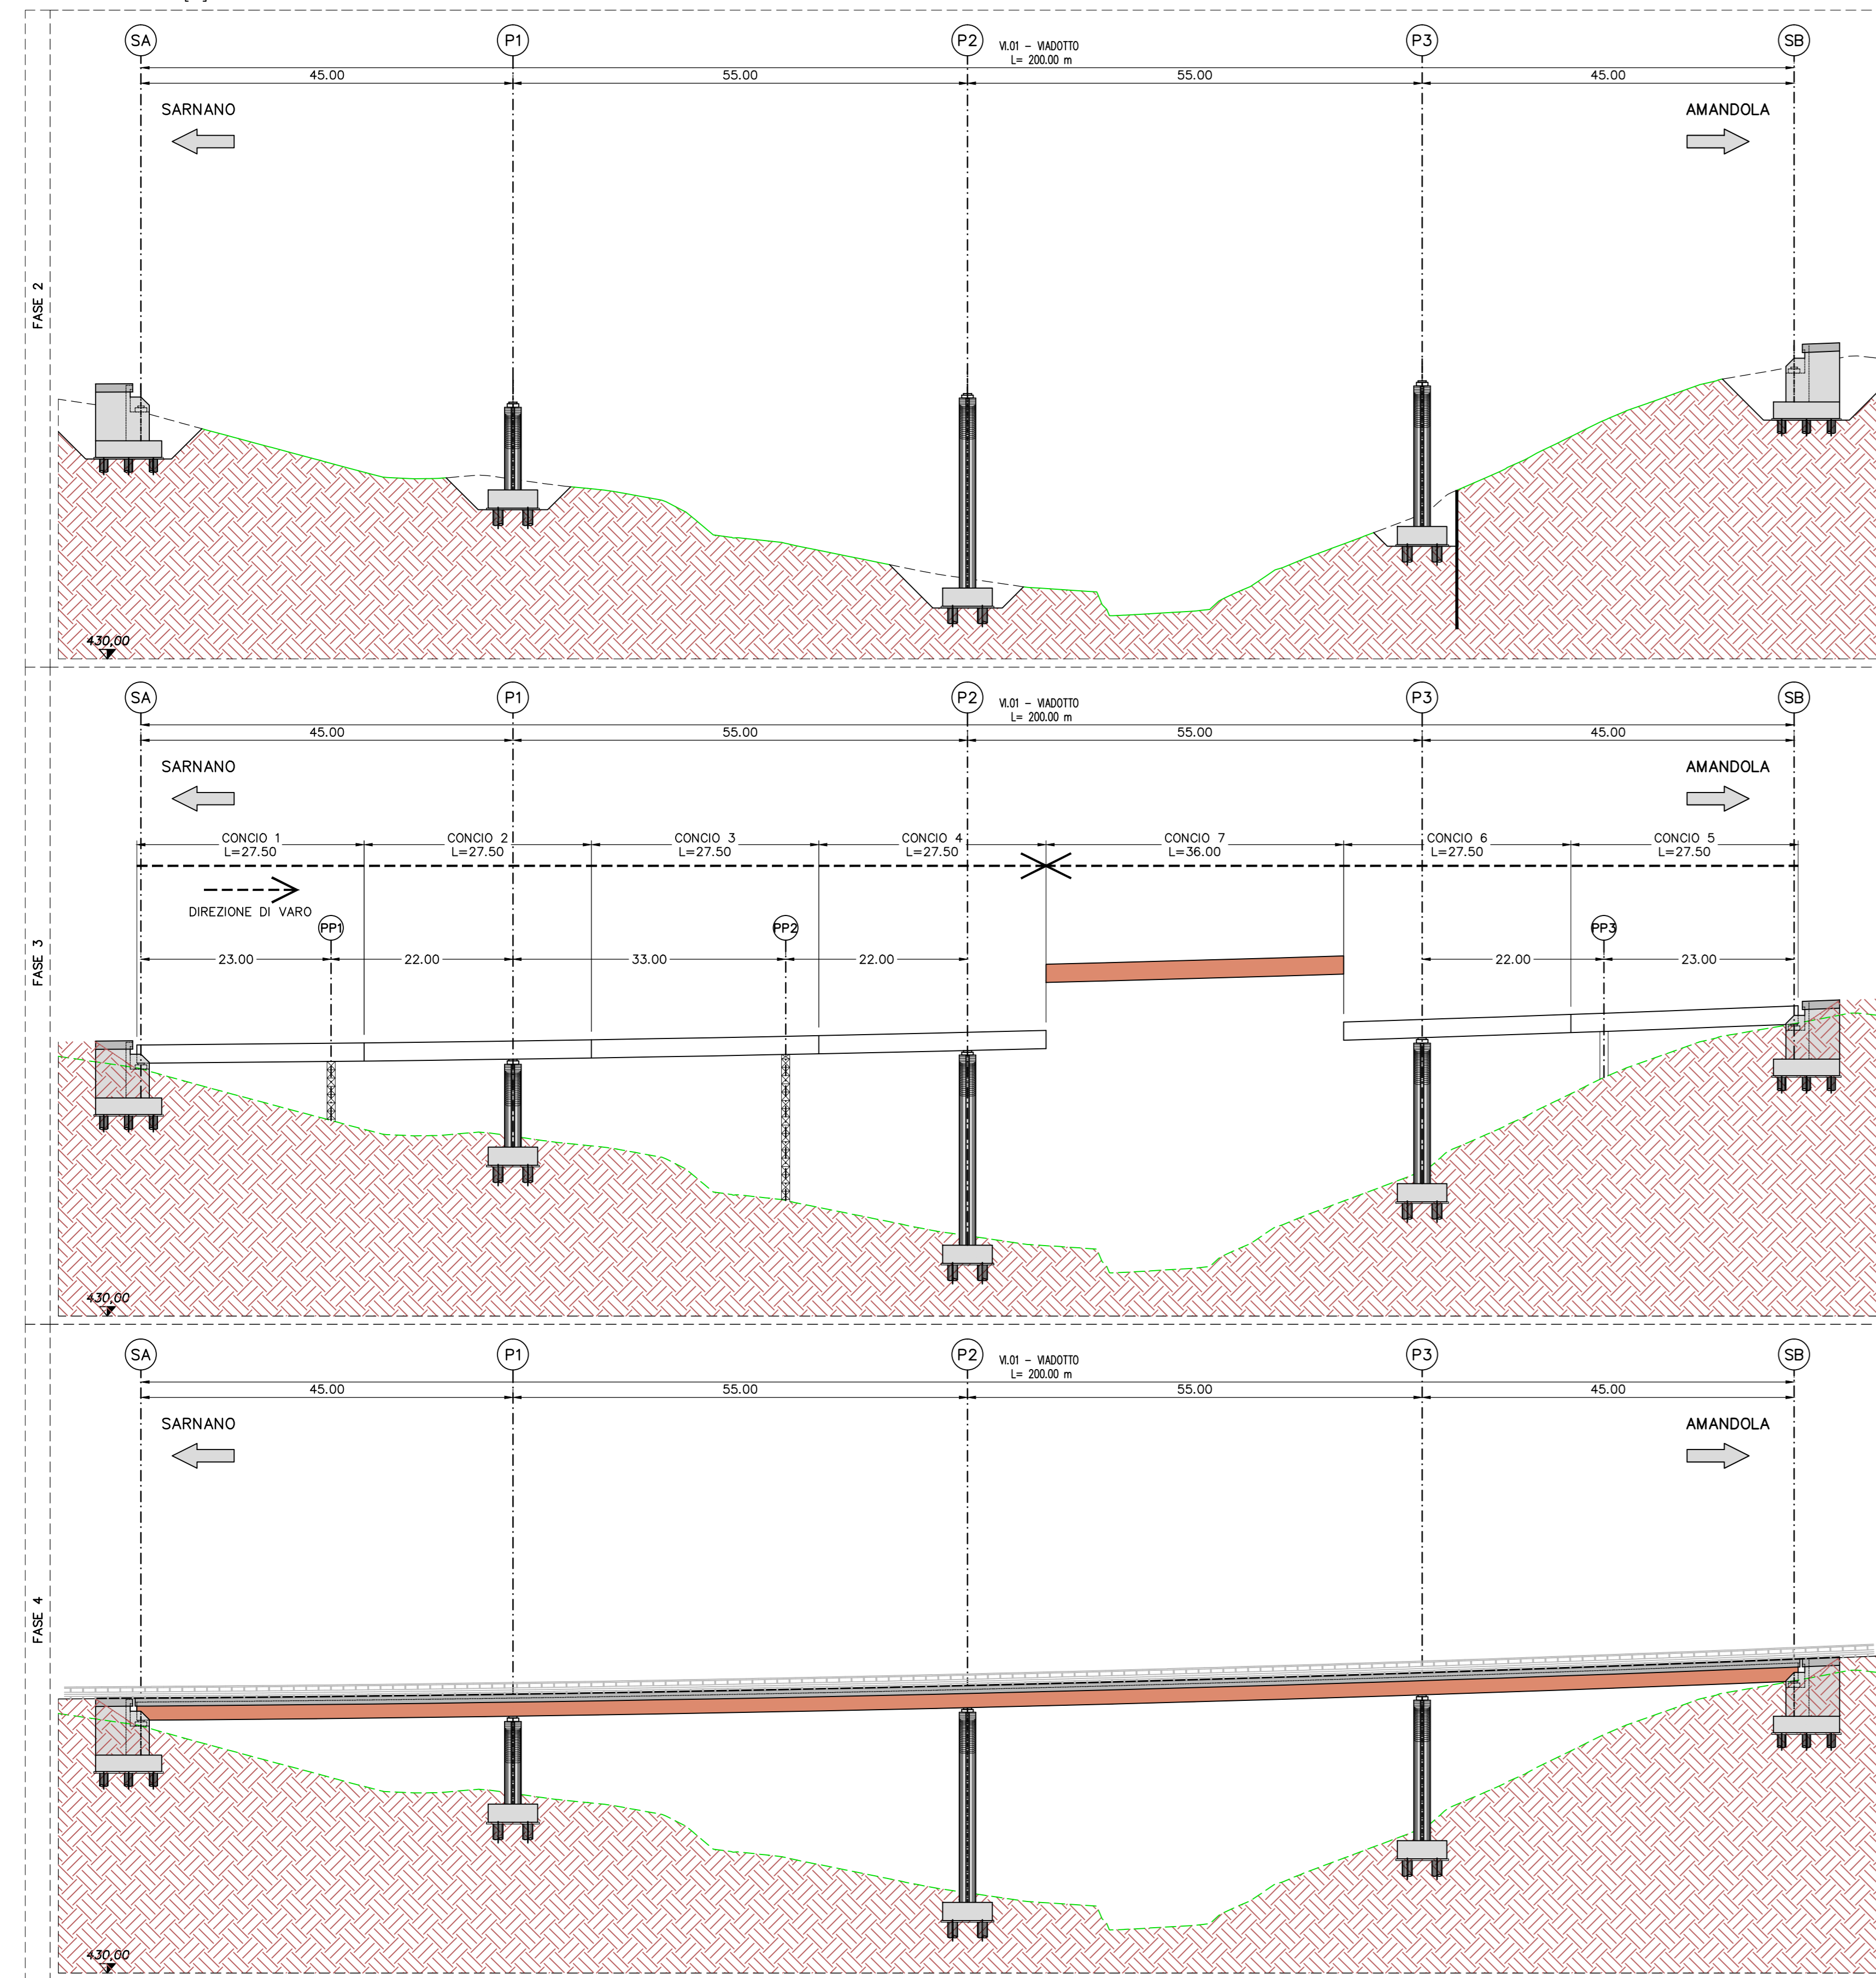 SA P1 P2 P3 SB
VI.01 - VIADOTTO
L= 200.00 m
45.00 55.00 55.00 45.00
SARNANO AMANDOLA
FASE 2
430,00
SA P1 P2 P3 SB
VI.01 - VIADOTTO
L= 200.00 m
45.00 55.00 55.00 45.00
SARNANO AMANDOLA
CONCIO 1 CONCIO 2 CONCIO 3 CONCIO 4 CONCIO 7 CONCIO 6 CONCIO 5
L=27.50 L=27.50 L=27.50 L=27.50 L=36.00 L=27.50 L=27.50
DIREZIONE DI VARO
PP1 PP2 PP3
23.00 22.00 33.00 22.00 22.00 23.00
FASE 3
430,00
SA P1 P2 P3 SB
VI.01 - VIADOTTO
L= 200.00 m
45.00 55.00 55.00 45.00
SARNANO AMANDOLA
FASE 4
430,00